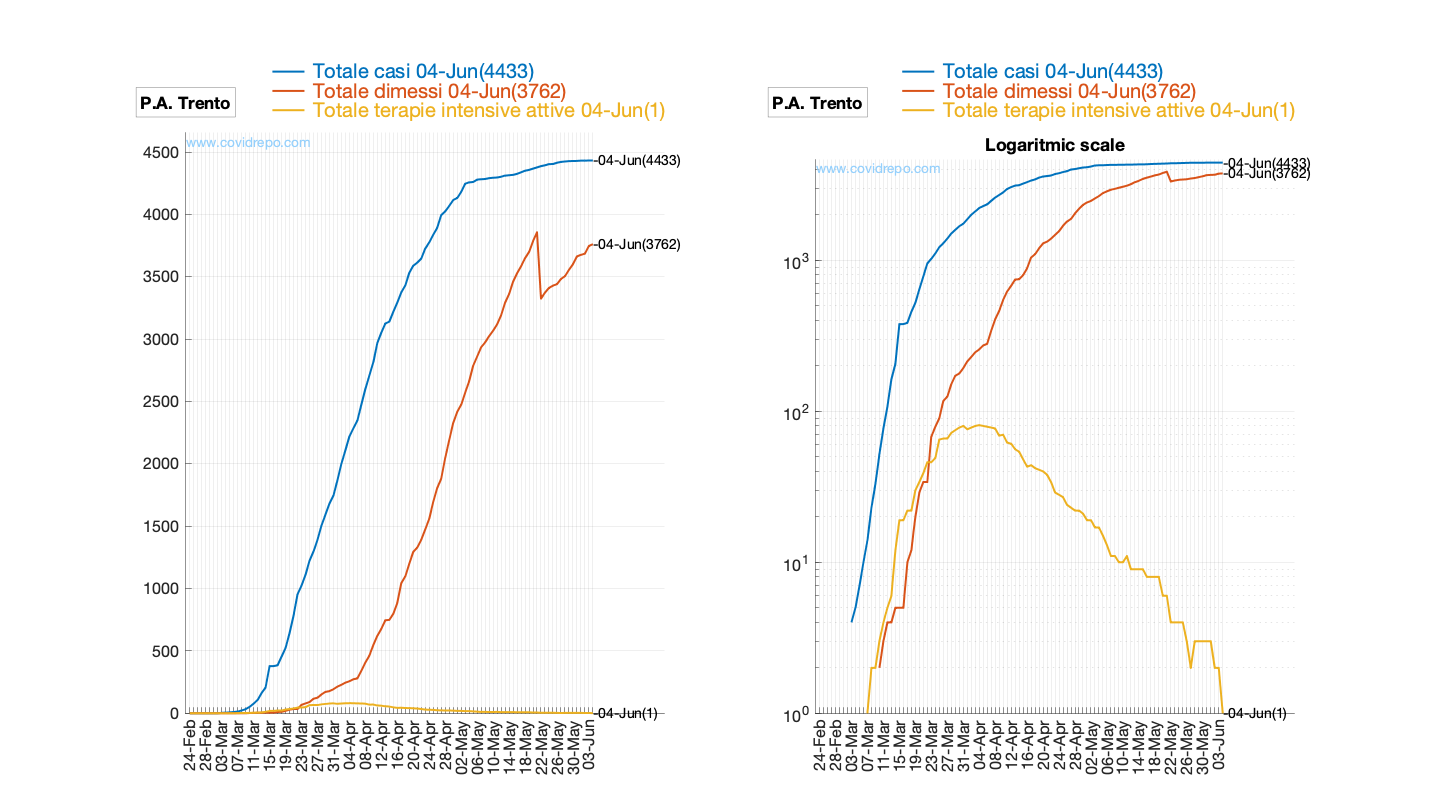 Totale casi 04-Jun(4433)
Totale dimessi 04-Jun(3762)
Totale terapie intensive attive 04-Jun(1)
P.A. Trento
www.covidrepo.com
4500
4000
3500
3000
2500
2000
1500
1000
500
0
-04-Jun(4433)
-04-Jun(3762)
-04-Jun(1)
24-Feb
28-Feb
03-Mar
07-Mar
11-Mar
15-Mar
19-Mar
23-Mar
27-Mar
31-Mar
04-Apr
08-Apr
12-Apr
16-Apr
20-Apr
24-Apr
28-Apr
02-May
06-May
10-May
14-May
18-May
22-May
26-May
30-May
03-Jun
Totale casi 04-Jun(4433)
Totale dimessi 04-Jun(3762)
Totale terapie intensive attive 04-Jun(1)
P.A. Trento
Logaritmic scale
www.covidrepo.com
10^3
10^2
10^1
10^0
-04-Jun(4433)
-04-Jun(3762)
-04-Jun(1)
24-Feb
28-Feb
03-Mar
07-Mar
11-Mar
15-Mar
19-Mar
23-Mar
27-Mar
31-Mar
04-Apr
08-Apr
12-Apr
16-Apr
20-Apr
24-Apr
28-Apr
02-May
06-May
10-May
14-May
18-May
22-May
26-May
30-May
03-Jun